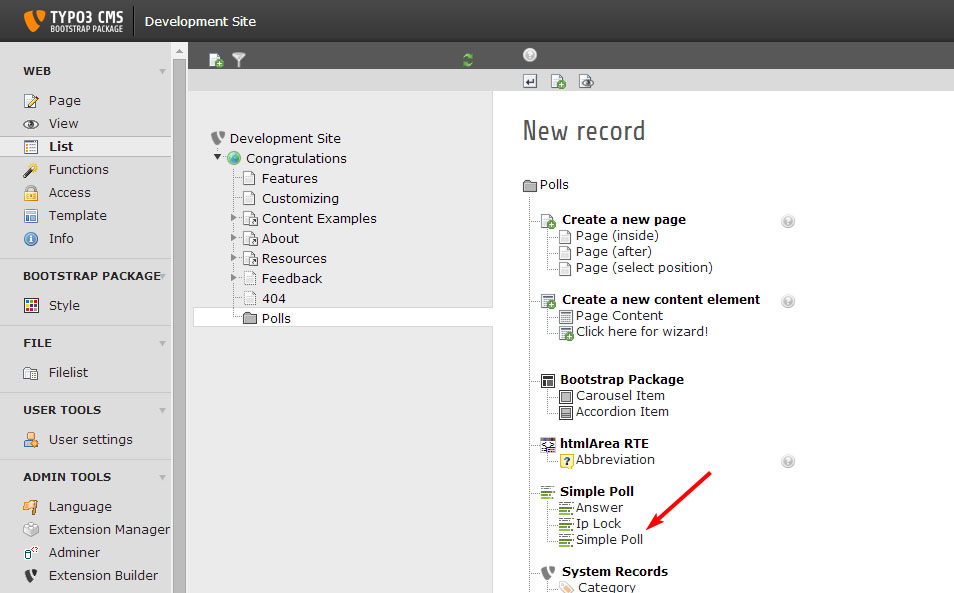 TYPO3 CMS
BOOTSTRAP PACKAGE
Development Site
WEB
Page
View
List
Functions
Access
Template
Info
BOOTSTRAP PACKAGE
Style
FILE
Filelist
USER TOOLS
User settings
ADMIN TOOLS
Language
Extension Manager
Adminer
Extension Builder
Development Site
Congratulations
Features
Customizing
Content Examples
About
Resources
Feedback
404
Polls
New record
Polls
Create a new page
Page (inside)
Page (after)
Page (select position)
Create a new content element
Page Content
Click here for wizard!
Bootstrap Package
Carousel Item
Accordion Item
htmlArea RTE
Abbreviation
Simple Poll
Answer
Ip Lock
Simple Poll
System Records
Category